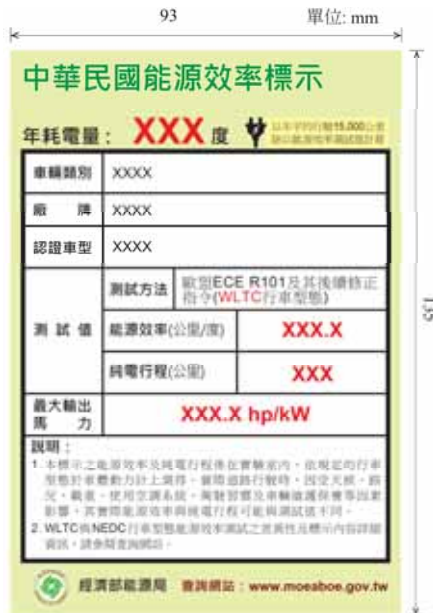 93
單位: mm
中華民國能源效率標示
年耗電量： XXX 度
以年平均行駛15,000公里
車輛類別 XXXX
廠 牌 XXXX
認證車型 XXXX
測試值
測試方法 歐盟ECE R101及其後續修正
指令(WLTC行車型態)
能源效率(公里/度) XXX.X
純電行程(公里) XXX
最大輸出
馬 力
XXX.X hp/kW
說明：
1. 本標示之能源效率及純電行程係在實驗室內，依規定的行車
型態於車體動力計上測得。實際道路行駛時，因受天候、路
況、載重、使用空調系統、駕駛習慣及車輛維護保養等因素
影響，其實際能源效率與純電行程可能與測試值不同。
2. WLTC與NEDC行車型態能源效率測試之差異性及標示內容詳細
資訊，請參閱查詢網站。
經濟部能源局 查詢網站：www.moeaboe.gov.tw
135